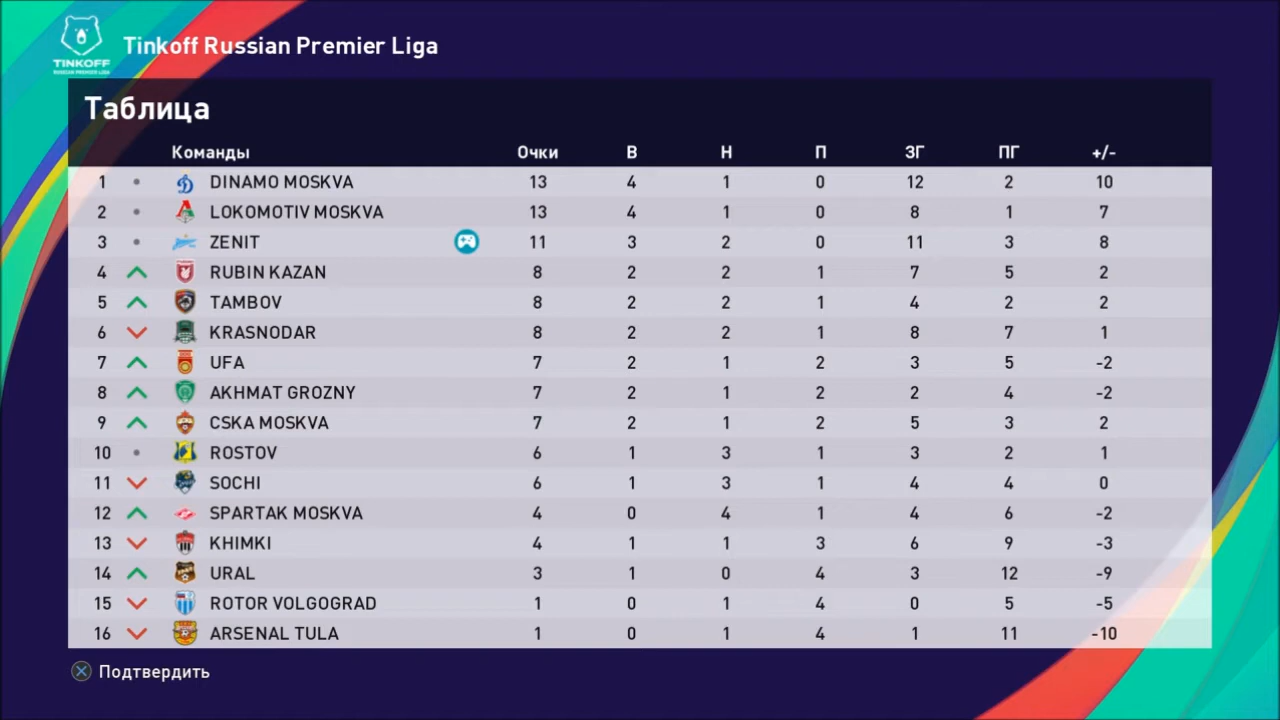 TINKOFF
RUSSIAN PREMIER LIGA
Tinkoff Russian Premier Liga
Таблица
Команды Очки В Н П ЗГ ПГ +/-
1 DINAMO MOSKVA 13 4 1 0 12 2 10
2 LOKOMOTIV MOSKVA 13 4 1 0 8 1 7
3 ZENIT 11 3 2 0 11 3 8
4 RUBIN KAZAN 8 2 2 1 7 5 2
5 TAMBOV 8 2 2 1 4 2 2
6 KRASNODAR 8 2 2 1 8 7 1
7 UFA 7 2 1 2 3 5 -2
8 AKHMAT GROZNY 7 2 1 2 2 4 -2
9 CSKA MOSKVA 7 2 1 2 5 3 2
10 ROSTOV 6 1 3 1 3 2 1
11 SOCHI 6 1 3 1 4 4 0
12 SPARTAK MOSKVA 4 0 4 1 4 6 -2
13 KHIMKI 4 1 1 3 6 9 -3
14 URAL 3 1 0 4 3 12 -9
15 ROTOR VOLGOGRAD 1 0 1 4 0 5 -5
16 ARSENAL TULA 1 0 1 4 1 11 -10
Подтвердить